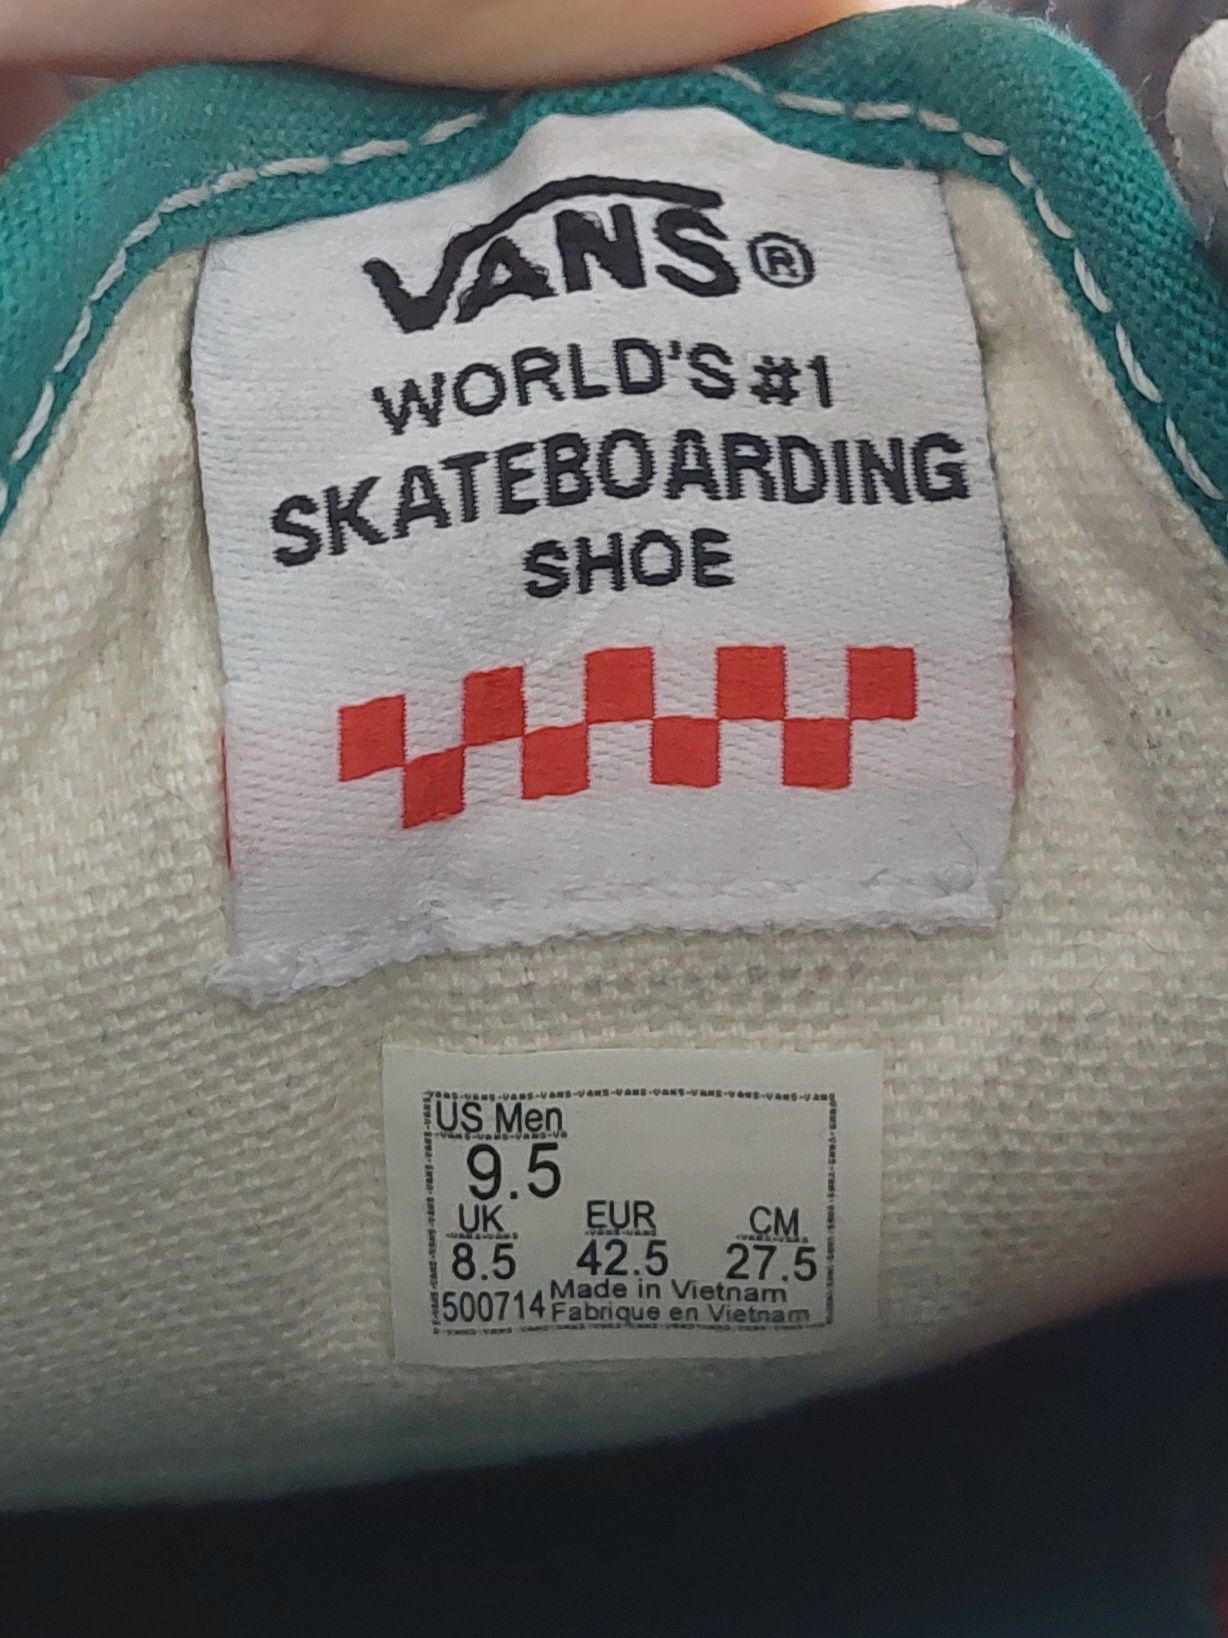 VANS®
WORLD'S #1
SKATEBOARDING
SHOE
US Men
9.5
UK EUR CM
8.5 42.5 27.5
500714 Made in Vietnam
Fabrique en Vietnam